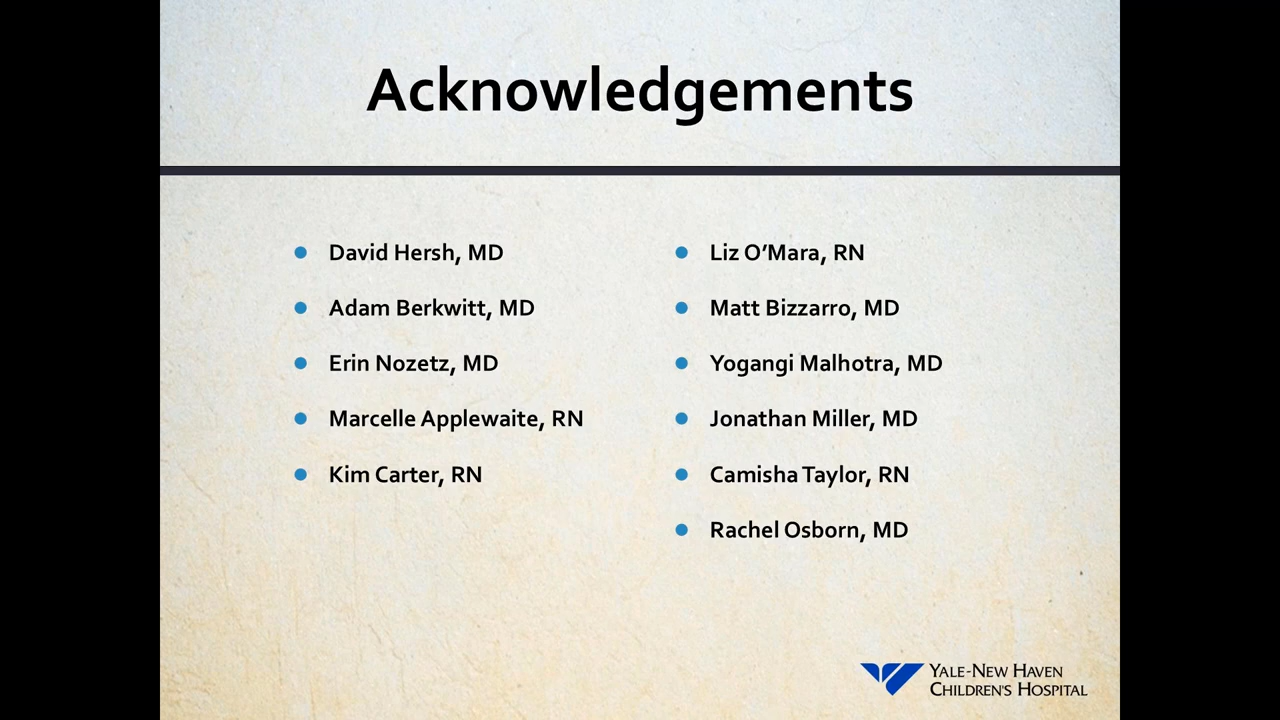 Acknowledgements
David Hersh, MD
Adam Berkwitt, MD
Erin Nozetz, MD
Marcelle Applewaite, RN
Kim Carter, RN
Liz O’Mara, RN
Matt Bizzarro, MD
Yogangi Malhotra, MD
Jonathan Miller, MD
Camisha Taylor, RN
Rachel Osborn, MD
YALE-NEW HAVEN
CHILDREN'S HOSPITAL